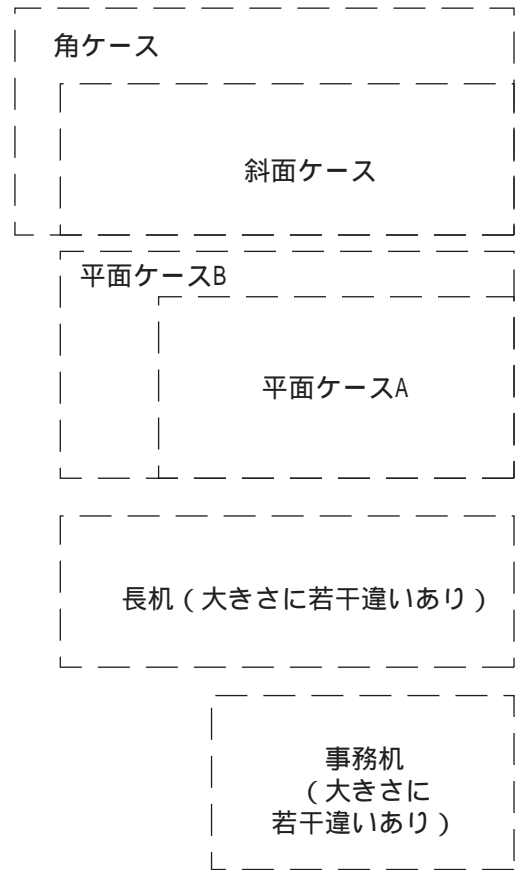 角ケース
斜面ケース
平面ケースB
平面ケースA
長机（大きさに若干違いあり）
事務机
（大きさに
若干違いあり）